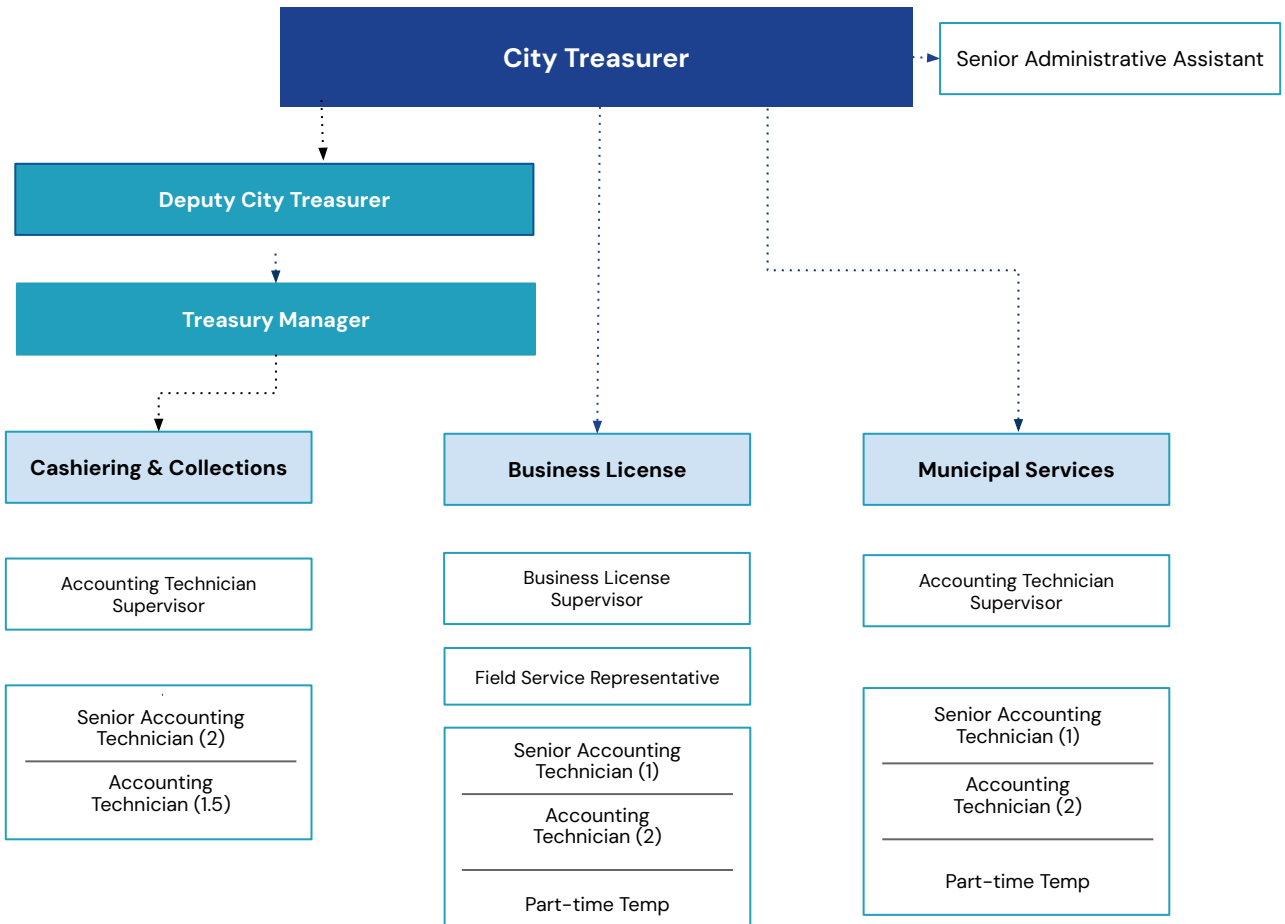 City Treasurer
Senior Administrative Assistant
Deputy City Treasurer
Treasury Manager
Cashiering & Collections
Business License
Municipal Services
Accounting Technician
Supervisor
Business License
Supervisor
Accounting Technician
Supervisor
Field Service Representative
Senior Accounting
Technician (2)
Accounting
Technician (1.5)
Senior Accounting
Technician (1)
Accounting
Technician (2)
Part-time Temp
Senior Accounting
Technician (1)
Accounting
Technician (2)
Part-time Temp